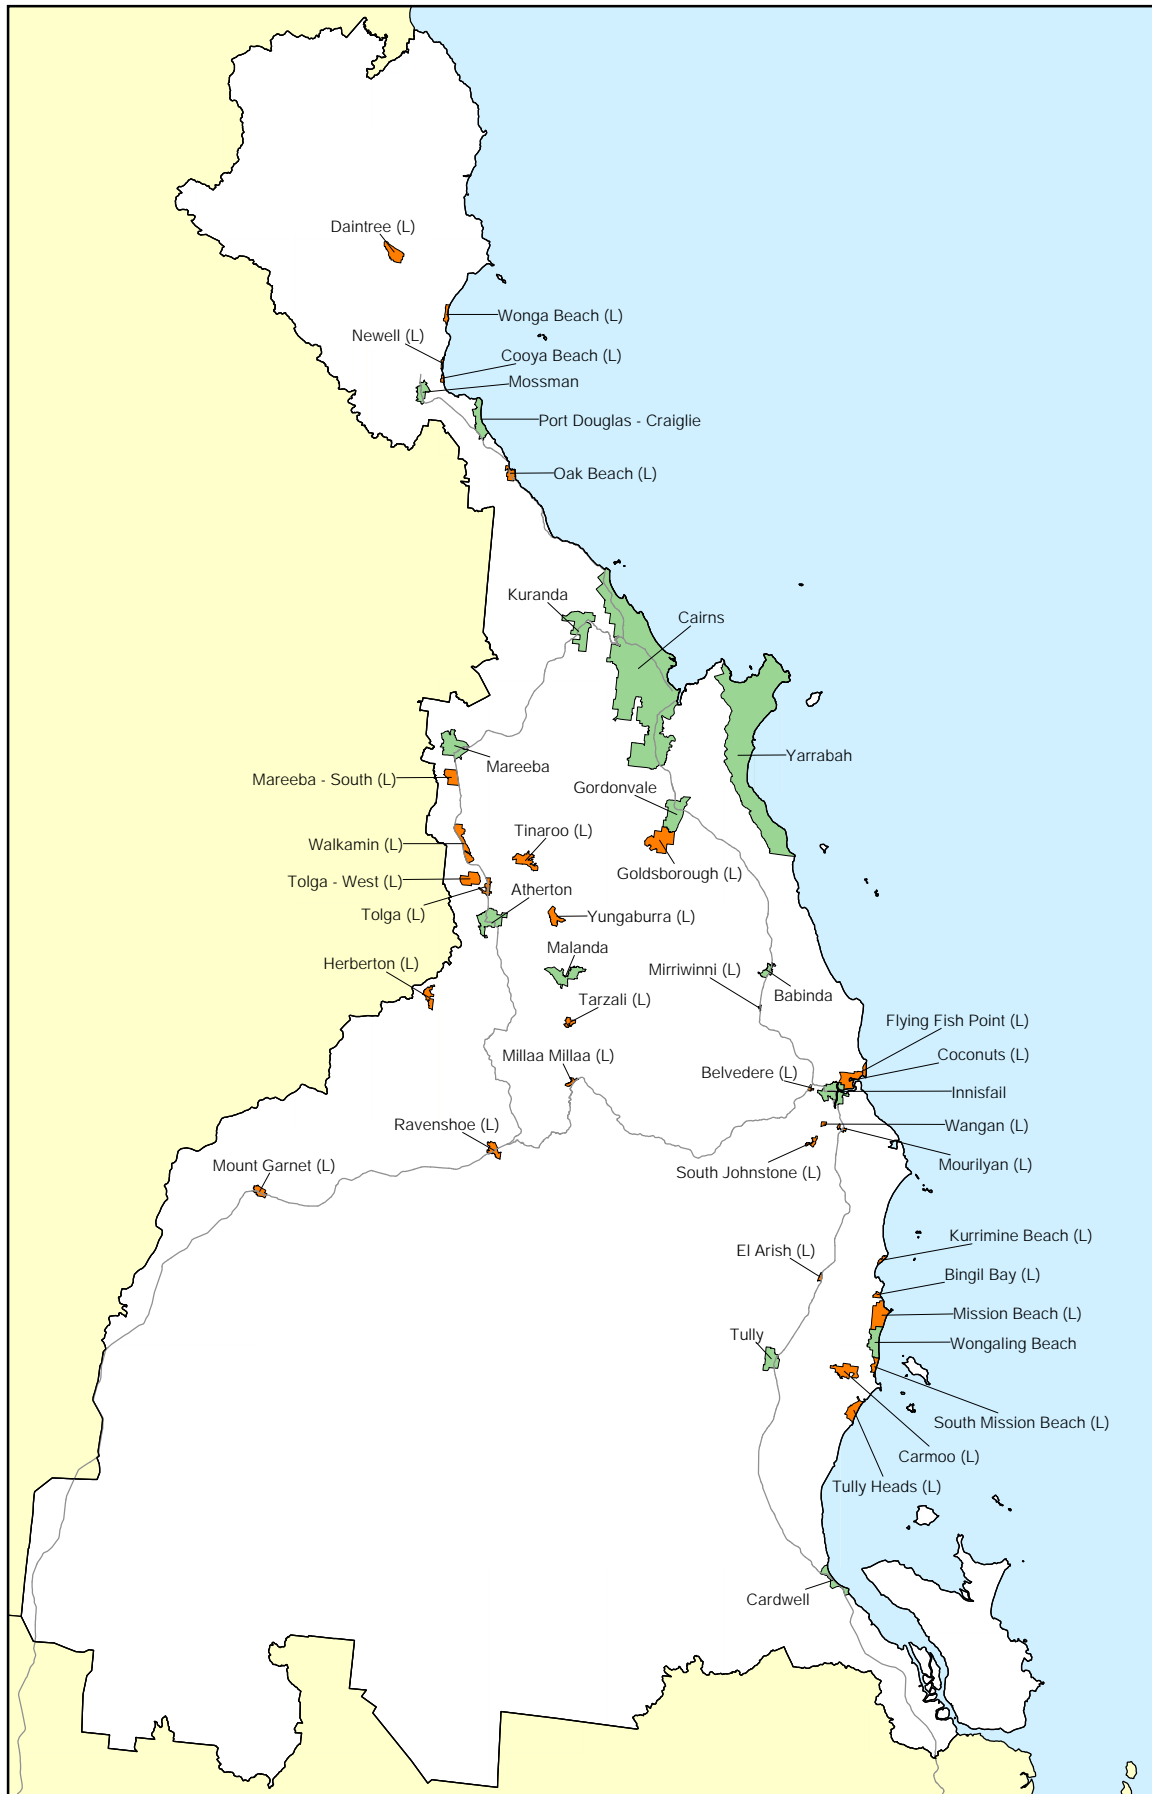 Daintree (L)
Wonga Beach (L)
Newell (L)
Cooya Beach (L)
Mossman
Port Douglas - Craiglie
Oak Beach (L)
Kuranda
Cairns
Yarrabah
Mareeba
Mareeba - South (L)
Gordonvale
Tinaroo (L)
Walkamin (L)
Goldsborough (L)
Tolga - West (L)
Atherton
Tolga (L)
Yungaburra (L)
Malanda
Herberton (L)
Mirriwinni (L)
Babinda
Tarzali (L)
Flying Fish Point (L)
Millaa Millaa (L)
Coconuts (L)
Belvedere (L)
Innisfail
Ravenshoe (L)
Wangan (L)
Mount Garnet (L)
Mourilyan (L)
South Johnstone (L)
Kurrimine Beach (L)
El Arish (L)
Bingil Bay (L)
Mission Beach (L)
Tully
Wongaling Beach
South Mission Beach (L)
Carmoo (L)
Tully Heads (L)
Cardwell